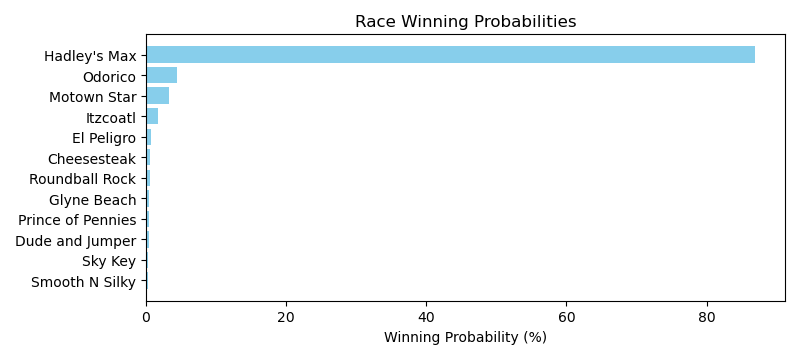 Race Winning Probabilities
Hadley's Max
Odorico
Motown Star
Itzcoatl
El Peligro
Cheesesteak
Roundball Rock
Glyne Beach
Prince of Pennies
Dude and Jumper
Sky Key
Smooth N Silky
0 20 40 60 80
Winning Probability (%)